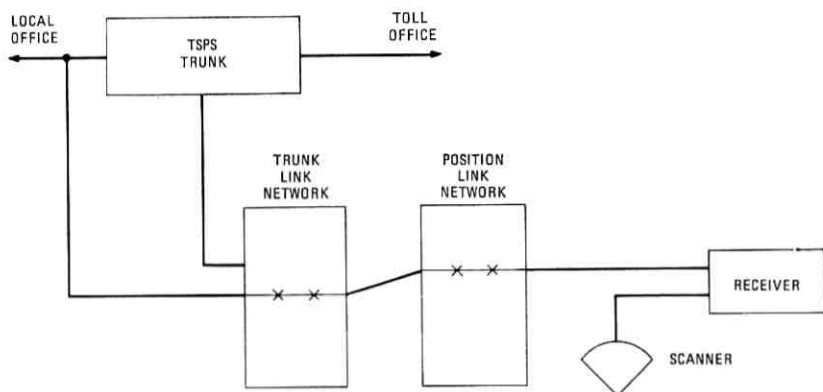 LOCAL
OFFICE
TSPS
TRUNK
TOLL
OFFICE
TRUNK
LINK
NETWORK
POSITION
LINK
NETWORK
RECEIVER
SCANNER